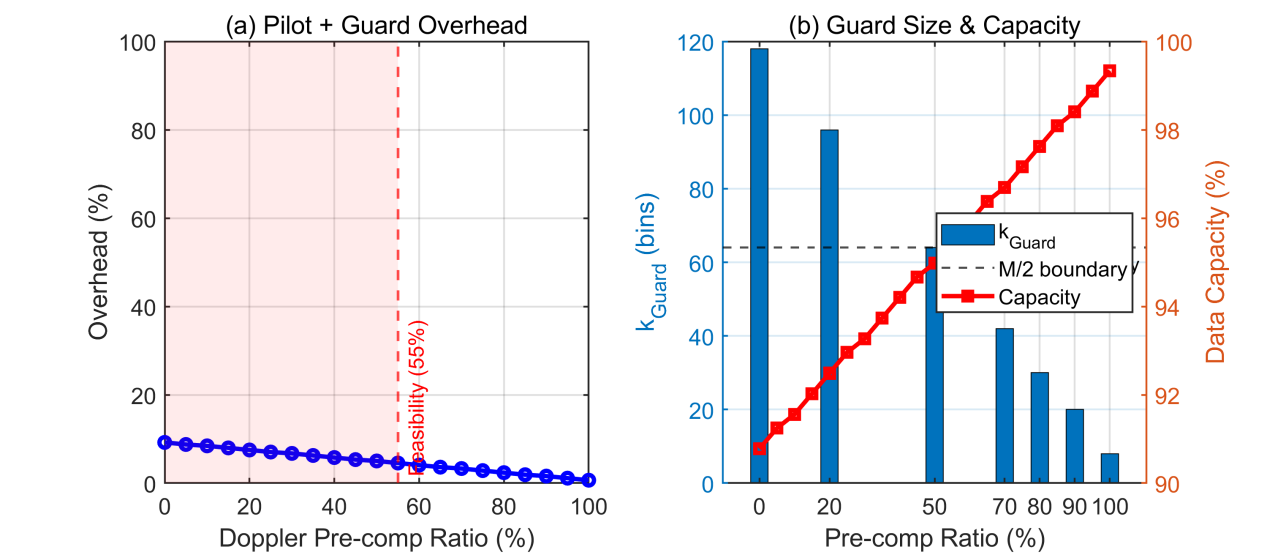 (a) Pilot + Guard Overhead
100
80
60
40
20
0
Overhead (%)
Feasibility (55%)
0 20 40 60 80 100
Doppler Pre-comp Ratio (%)
(b) Guard Size & Capacity
120
100
80
60
40
20
0
kGuard (bins)
kGuard
M/2 boundary
Capacity
100
98
96
94
92
90
Data Capacity (%)
0 20 50 70 80 90 100
Pre-comp Ratio (%)